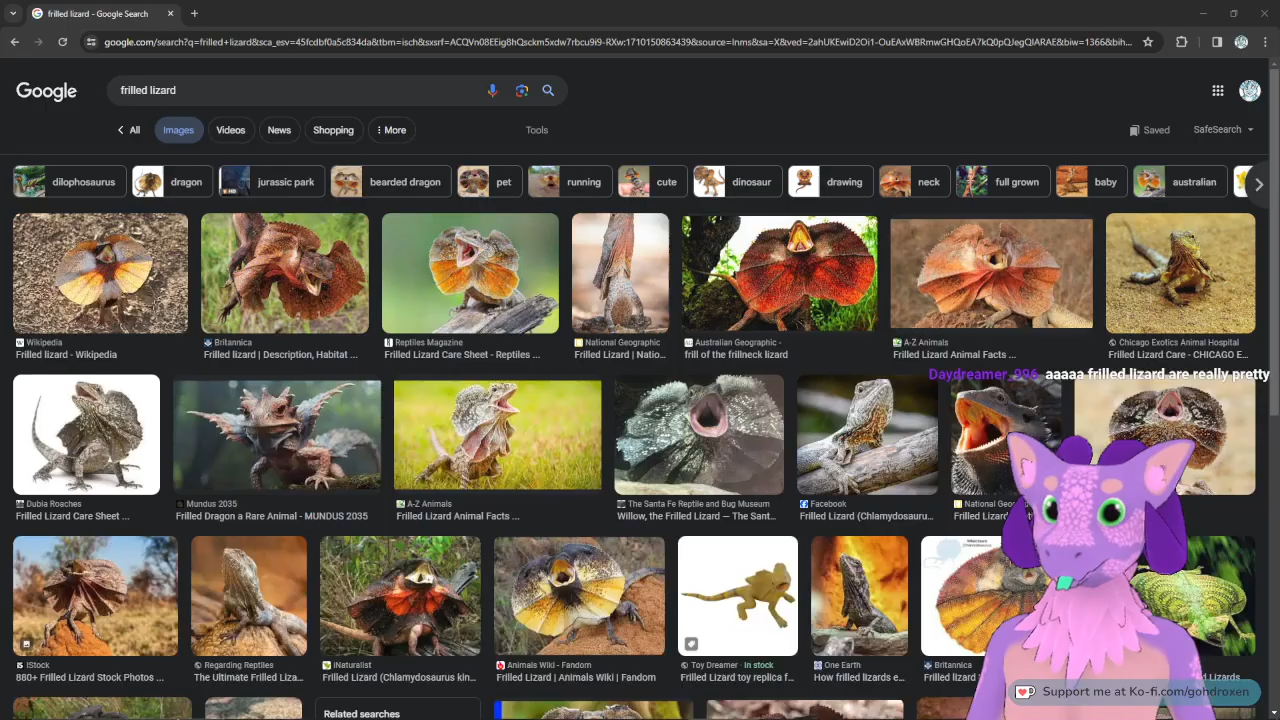 frilled lizard - Google Search
google.com/search?q=frilled+lizard&sca_esv=45fcdbf0a5c834da&tbm=isch&sxsrf=ACQVn08EEig8hQsckm5xdw7rbcu9i9-RXw:1710150863439&source=lnms&sa=X&ved=2ahUKEwiD2Oi1-OuEAxWBRmwGHQoEA7kQ0pQJegQIARAE&biw=1366&bih...
Google
frilled lizard
All
Images
Videos
News
Shopping
More
Tools
Saved
SafeSearch
dilophosaurus
dragon
jurassic park
bearded dragon
pet
running
cute
dinosaur
drawing
neck
full grown
baby
australian
Wikipedia
Frilled lizard - Wikipedia
Britannica
Frilled lizard | Description, Habitat ...
Reptiles Magazine
Frilled Lizard Care Sheet - Reptiles ...
National Geographic
Frilled Lizard | Natio...
Australian Geographic -
frill of the frillneck lizard
A-Z Animals
Frilled Lizard Animal Facts ...
Chicago Exotics Animal Hospital
Frilled Lizard Care - CHICAGO E...
Daydreamer_996 aaaaa frilled lizard are really pretty
Dubia Roaches
Frilled Lizard Care Sheet ...
Mundus 2035
Frilled Dragon a Rare Animal - MUNDUS 2035
A-Z Animals
Frilled Lizard Animal Facts ...
The Santa Fe Reptile and Bug Museum
Willow, the Frilled Lizard — The Sant...
Facebook
Frilled Lizard (Chlamydosauru...
National Geog
Frilled Lizard
iStock
880+ Frilled Lizard Stock Photos ...
Regarding Reptiles
The Ultimate Frilled Liza...
iNaturalist
Frilled Lizard (Chlamydosaurus kin...
Animals Wiki - Fandom
Frilled Lizard | Animals Wiki | Fandom
Toy Dreamer · In stock
Frilled Lizard toy replica f...
One Earth
How frilled lizards e...
Britannica
Frilled lizard
Lizards
Related searches
Support me at Ko-fi.com/gohdroxen